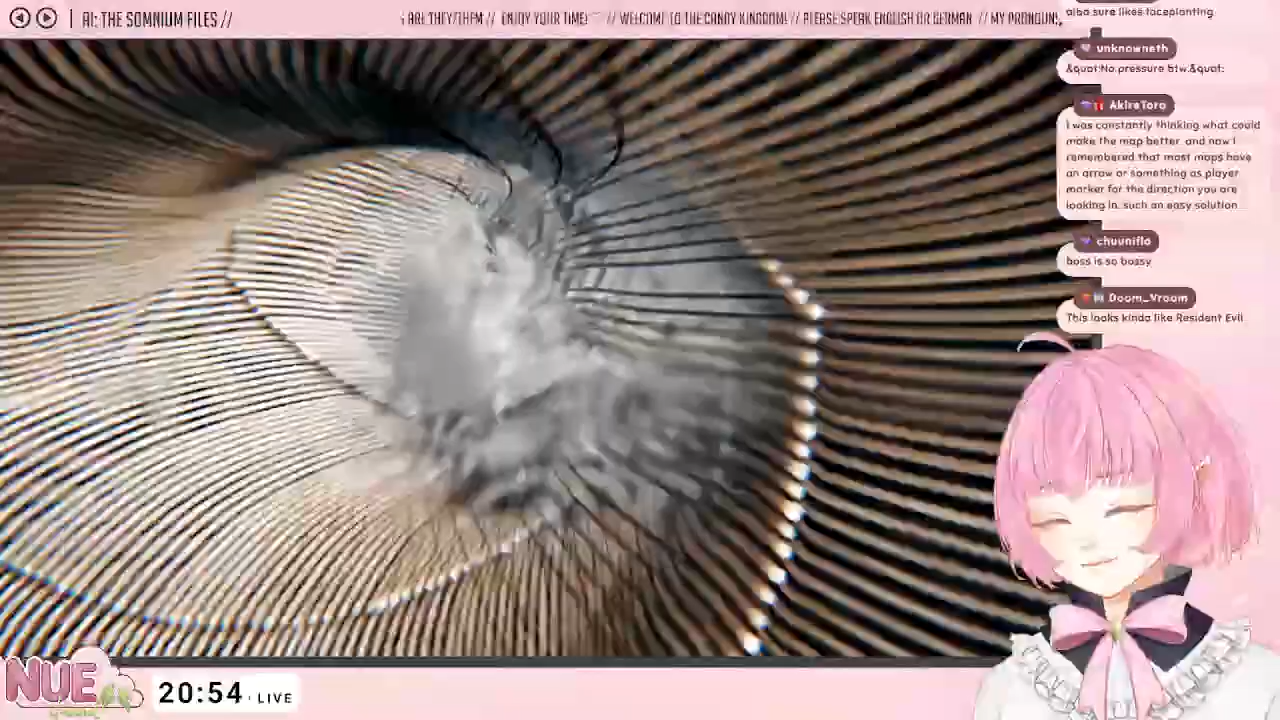 AI: THE SOMNIUM FILES //
ARE THEY/THEM // ENJOY YOUR TIME! ♡ // WELCOME TO THE CANDY KINGDOM! // PLEASE SPEAK ENGLISH OR GERMAN // MY PRONOUNS
also sure likes faceplanting
unknowneth
&quot;No pressure btw.&quot;
AkireToro
I was constantly thinking what could
make the map better, and now I
remembered that most maps have
an arrow or something as player
marker for the direction you are
looking in. such an easy solution...
chuuniflo
boss is so bossy
Doom_Vroom
This looks kinda like Resident Evil
NUE
20:54 · LIVE